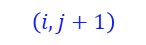 (i, j + 1)